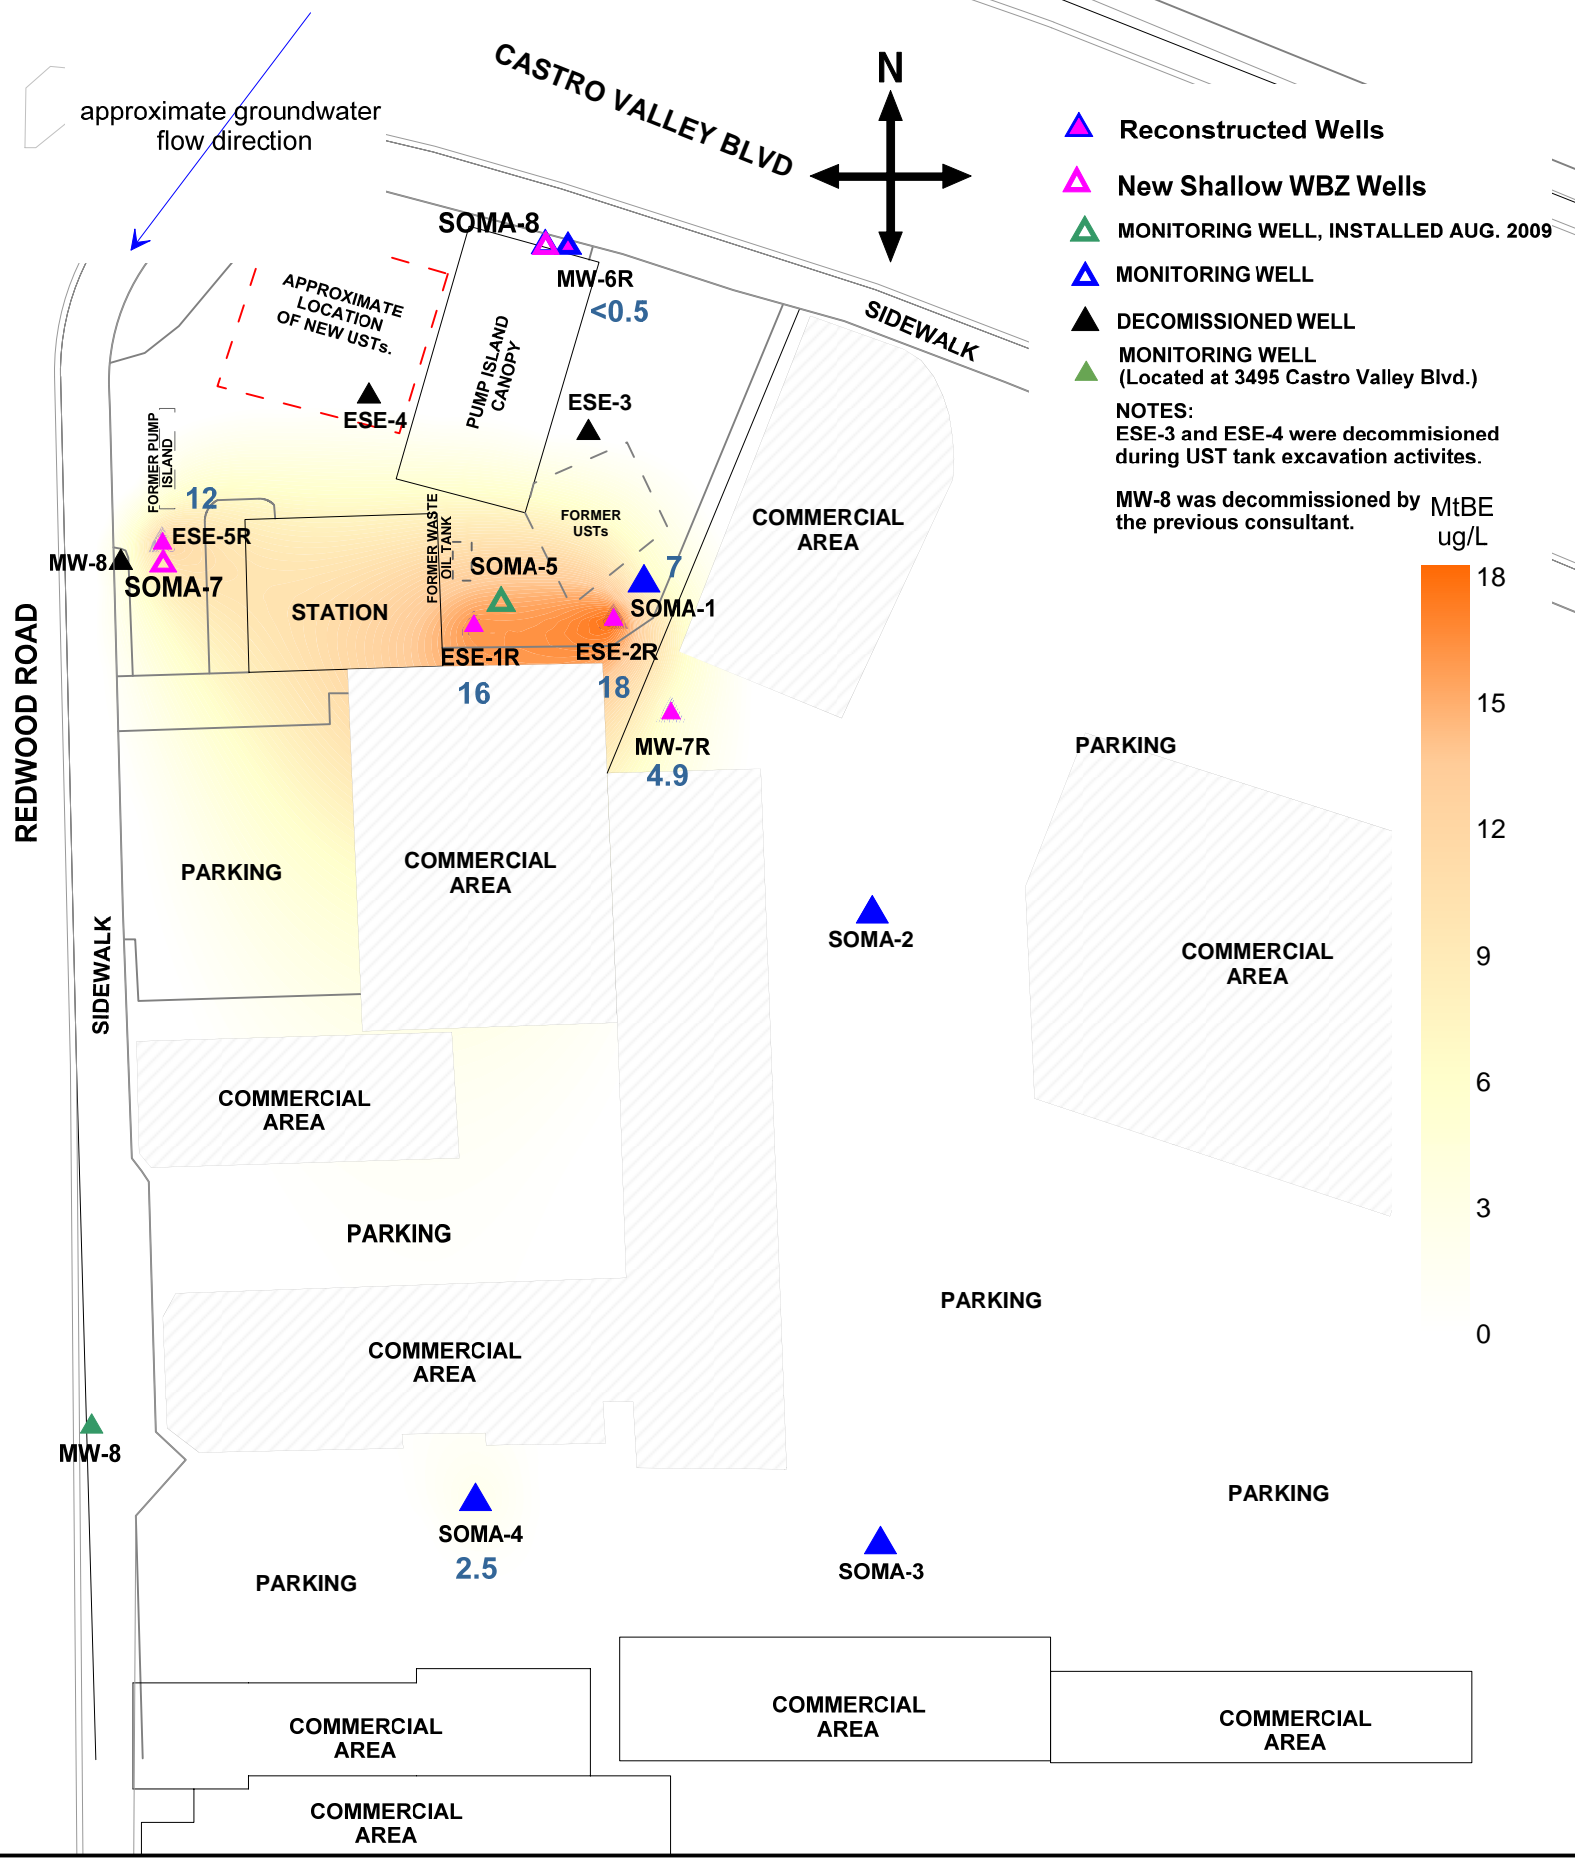 CASTRO VALLEY BLVD
N
approximate groundwater
flow direction
Reconstructed Wells
New Shallow WBZ Wells
MONITORING WELL, INSTALLED AUG. 2009
MONITORING WELL
DECOMISSIONED WELL
MONITORING WELL
(Located at 3495 Castro Valley Blvd.)
NOTES:
ESE-3 and ESE-4 were decommisioned
during UST tank excavation activites.
MW-8 was decommissioned by
the previous consultant.
MtBE
ug/L
18
15
12
9
6
3
0
SOMA-8
MW-6R
<0.5
SIDEWALK
APPROXIMATE
LOCATION
OF NEW USTs.
PUMP ISLAND
CANOPY
ESE-4
ESE-3
FORMER PUMP
ISLAND
12
ESE-5R
MW-8
SOMA-7
FORMER WASTE
OIL TANK
FORMER
USTs
SOMA-5
7
SOMA-1
STATION
ESE-1R
16
ESE-2R
18
COMMERCIAL
AREA
MW-7R
4.9
REDWOOD ROAD
PARKING
PARKING
COMMERCIAL
AREA
SOMA-2
COMMERCIAL
AREA
SIDEWALK
COMMERCIAL
AREA
PARKING
PARKING
COMMERCIAL
AREA
MW-8
SOMA-4
2.5
PARKING
SOMA-3
PARKING
COMMERCIAL
AREA
COMMERCIAL
AREA
COMMERCIAL
AREA
COMMERCIAL
AREA